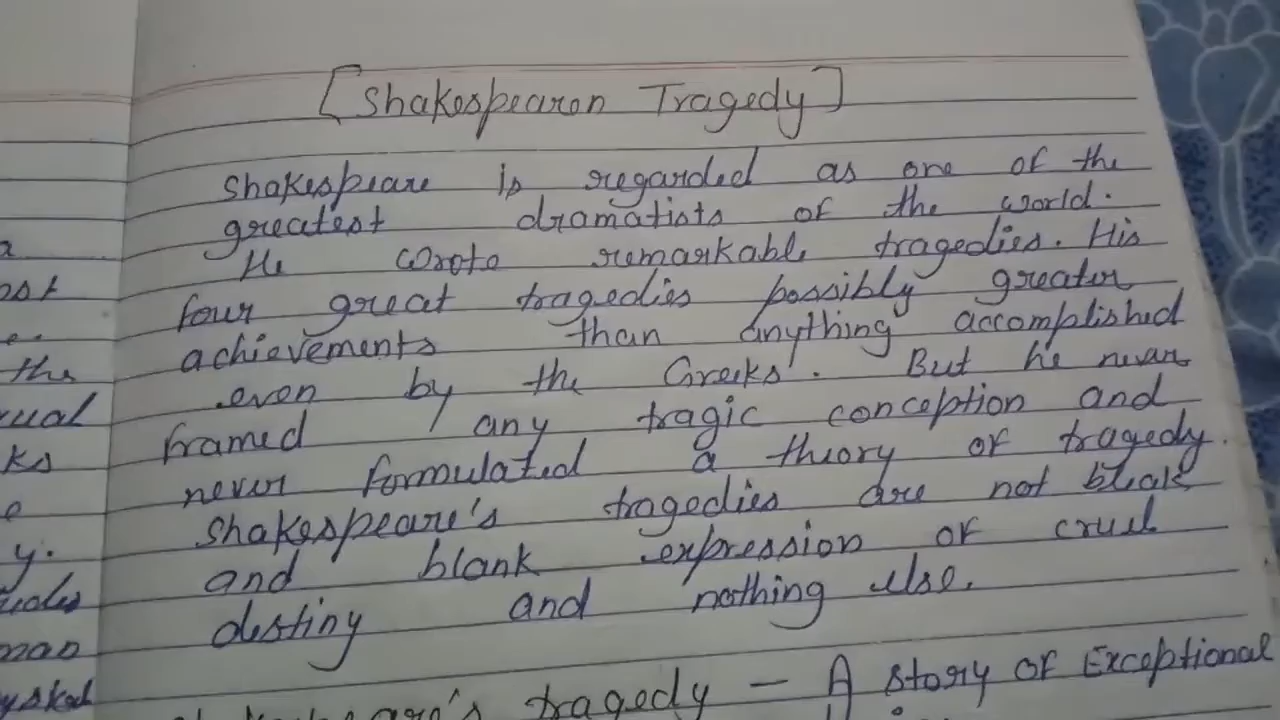 [Shakespearen Tragedy]
Shakespeare is regarded as one of the
greatest dramatists of the world.
He wrote remarkable tragedies. His
four great tragedies possibly greater
achievements than anything accomplished
even by the Greeks'. But he never
framed any tragic conception and
never formulated a theory of tragedy.
Shakespeare's tragedies are not bleak
and blank expression of cruel
destiny and nothing else.
tragedy — A story of Exceptional
the
ks
y.